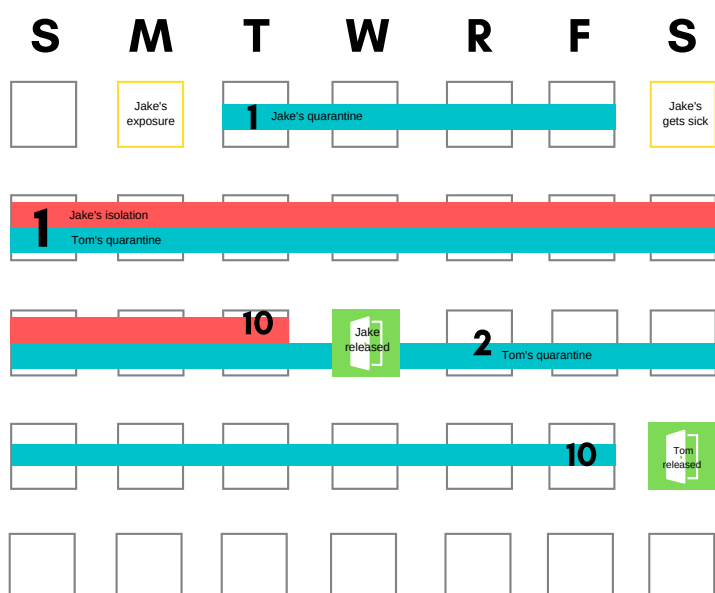 S M T W R F S
Jake's
exposure
1 Jake's quarantine
Jake's
gets sick
1
Jake's isolation
Tom's quarantine
10
Jake
released
2 Tom's quarantine
10
Tom
released